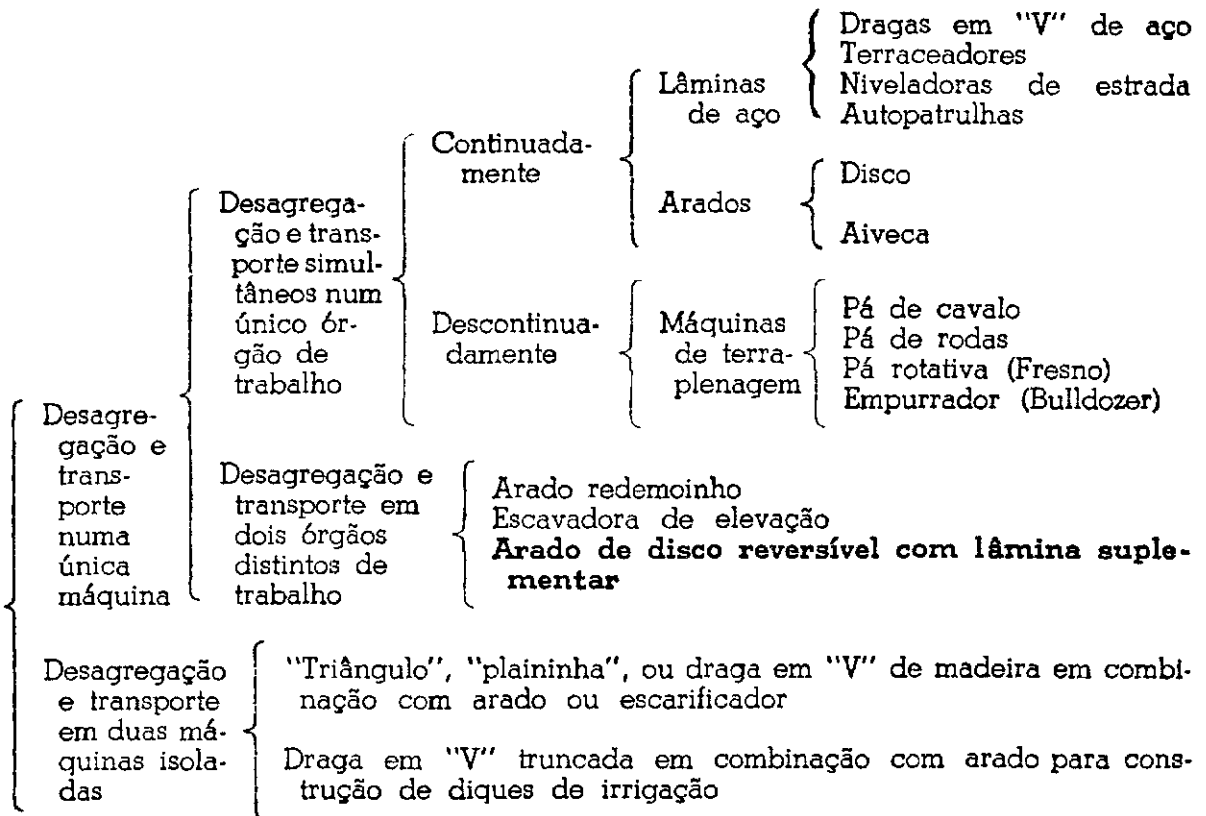 Dragas em "V" de aço
Terraceadores
Niveladoras de estrada
Autopatrulhas
Lâminas
de aço
Continuada-
mente
Disco
Arados
Aiveca
Desagrega-
ção e trans-
porte simul-
tâneos num
único ór-
gão de
trabalho
Descontinua-
damente
Máquinas
de terra-
plenagem
Pá de cavalo
Pá de rodas
Pá rotativa (Fresno)
Empurrador (Bulldozer)
Desagre-
gação e
trans-
porte
numa
única
máquina
Desagregação e
transporte em
dois órgãos
distintos de
trabalho
Arado redemoinho
Escavadora de elevação
Arado de disco reversível com lâmina suple-
mentar
Desagregação
e transporte
em duas má-
quinas isola-
das
"Triângulo", "plaininha", ou draga em "V" de madeira em combi-
nação com arado ou escarificador
Draga em "V" truncada em combinação com arado para cons-
trução de diques de irrigação